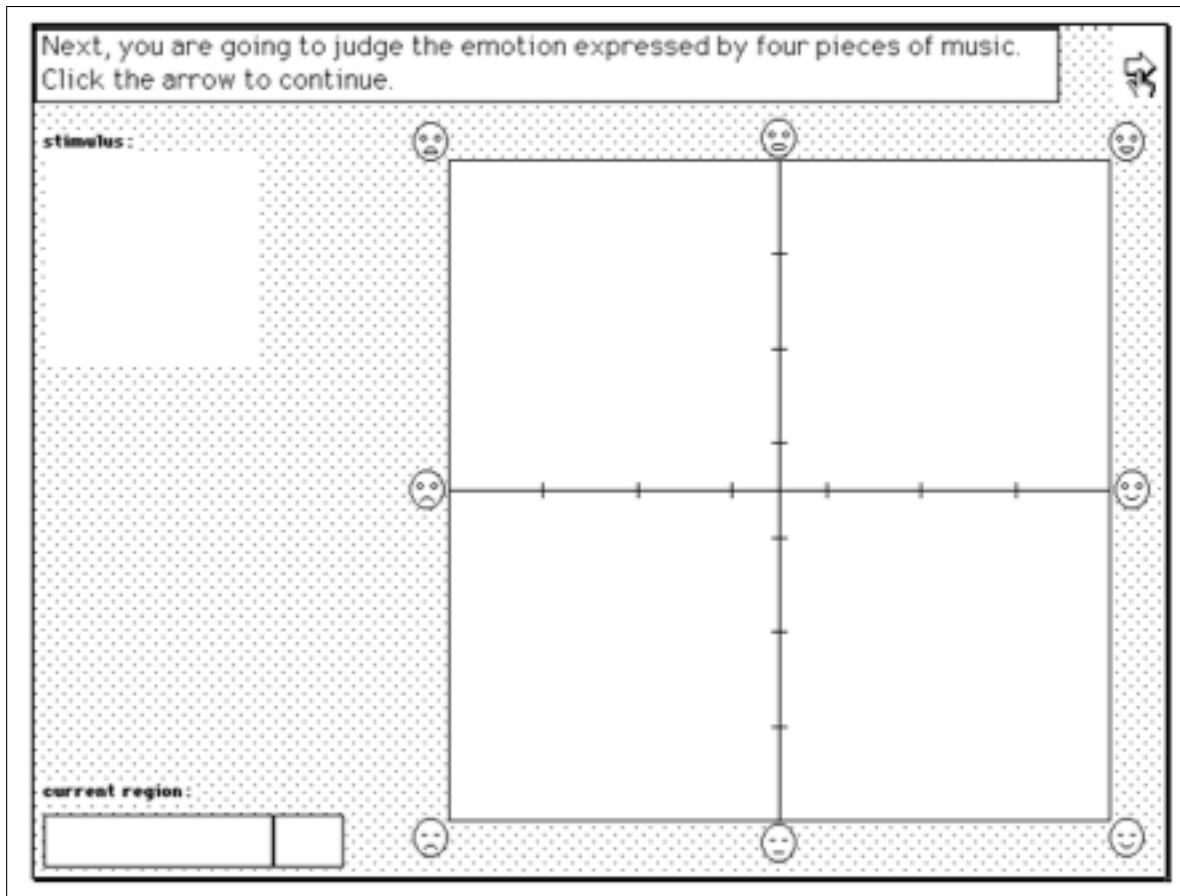 Next, you are going to judge the emotion expressed by four pieces of music.
Click the arrow to continue.
stimulus:
current region: